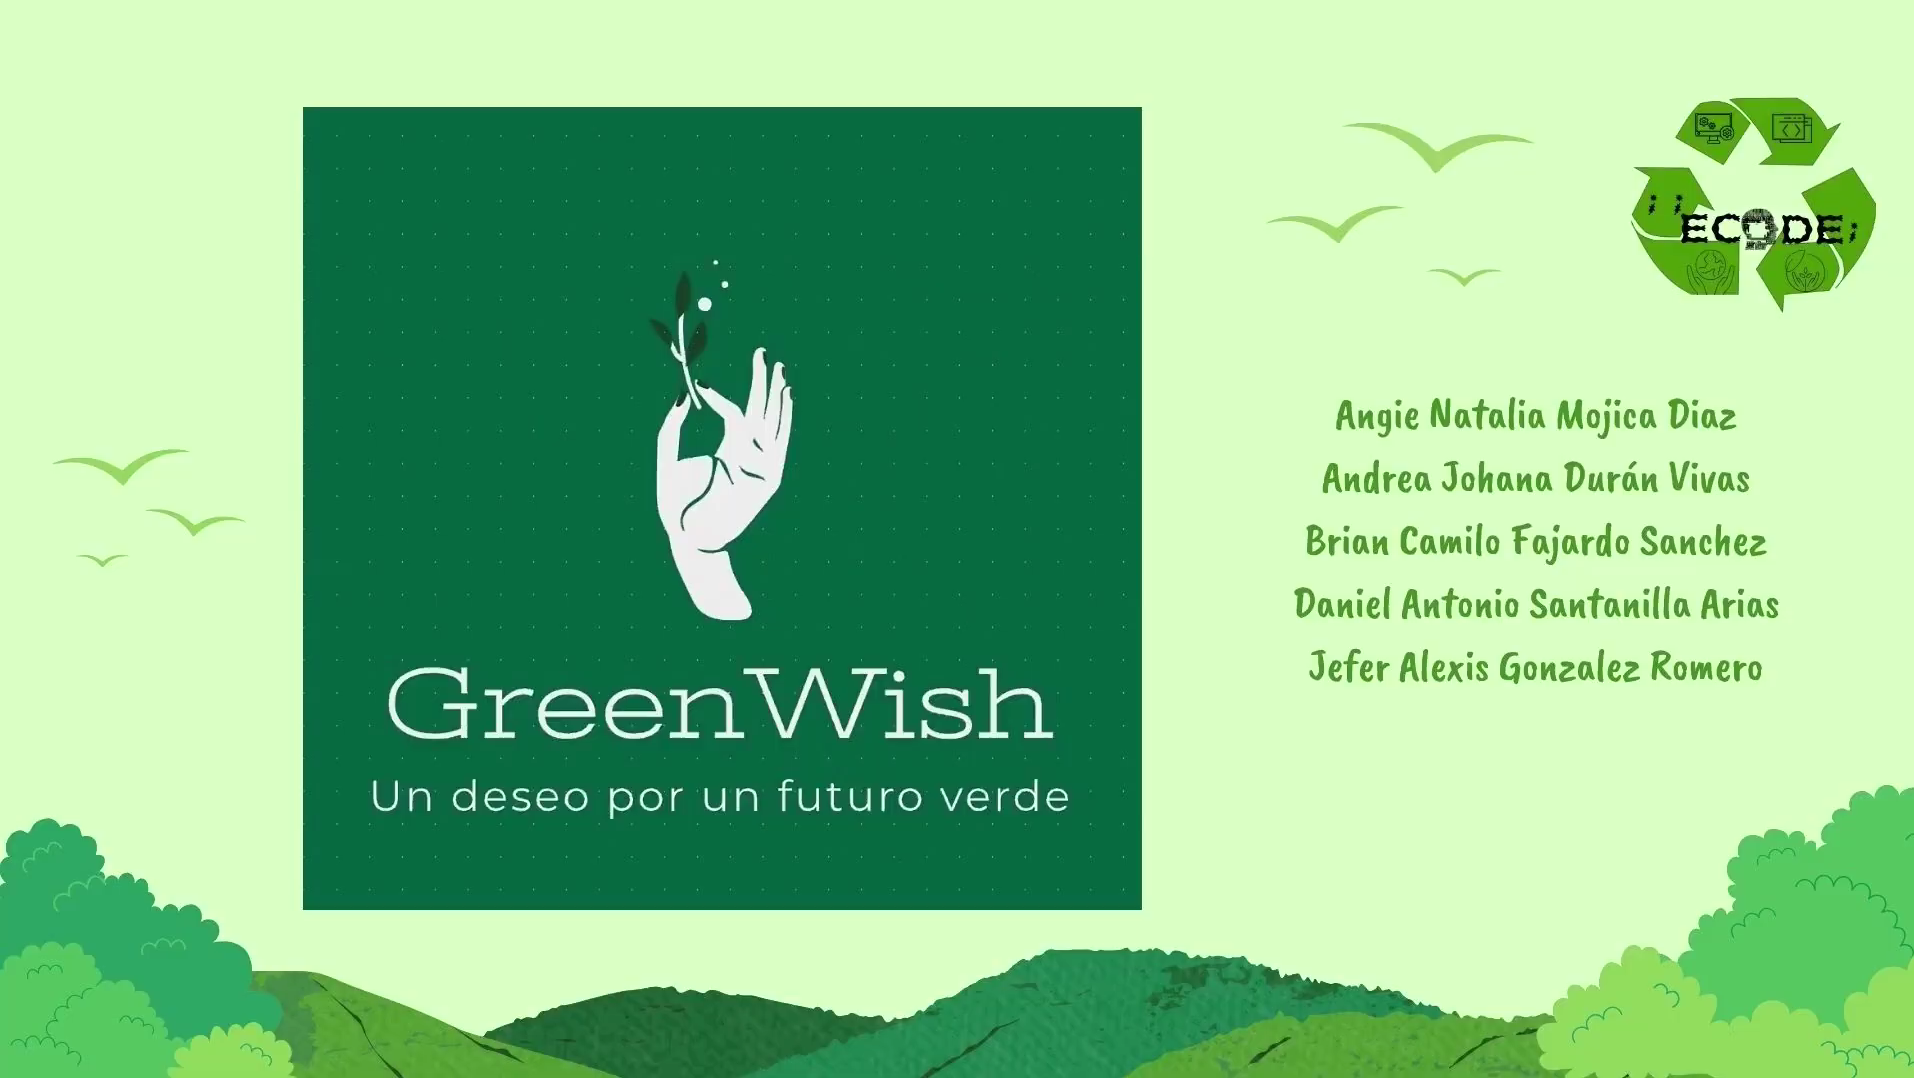 GreenWish
Un deseo por un futuro verde
ECODE
Angie Natalia Mojica Diaz
Andrea Johana Durán Vivas
Brian Camilo Fajardo Sanchez
Daniel Antonio Santanilla Arias
Jefer Alexis Gonzalez Romero